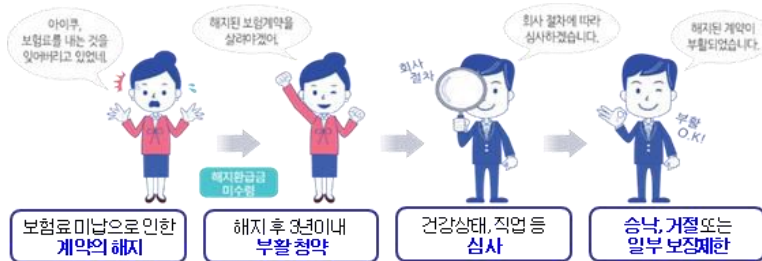 아이쿠,
보험료를 내는 것을
잊어버리고 있었네.
해지된 보험계약을
살려야겠어.
회사 절차에 따라
심사하겠습니다.
해지된 계약이
부활되었습니다.
회사
절차
부활
O.K!
해지환급금
미수령
보험료 미납으로 인한
계약의 해지
해지 후 3년이내
부활 청약
건강상태, 직업 등
심사
승낙, 거절 또는
일부 보장제한